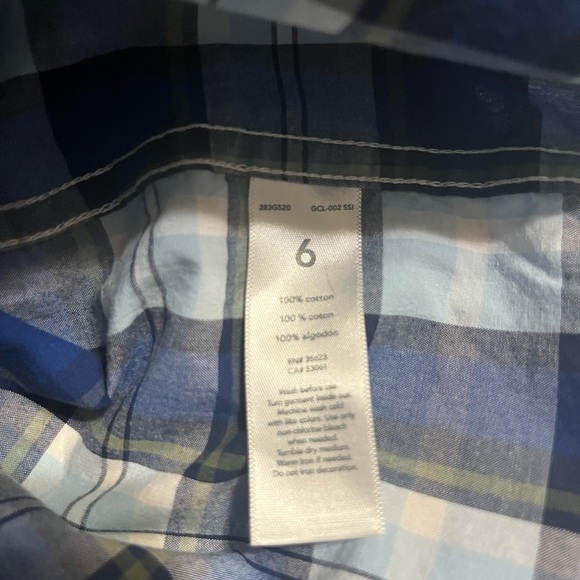 283G520 GCL-002 SS1
6
100% cotton
100 % coton
100% algodón
RN# 35623
CA# 33061
Wash before use
Turn garment inside out.
Machine wash cold
with like colors. Use only
non-chlorine bleach
when needed.
Tumble dry medium.
Warm iron if needed.
Do not iron decoration.